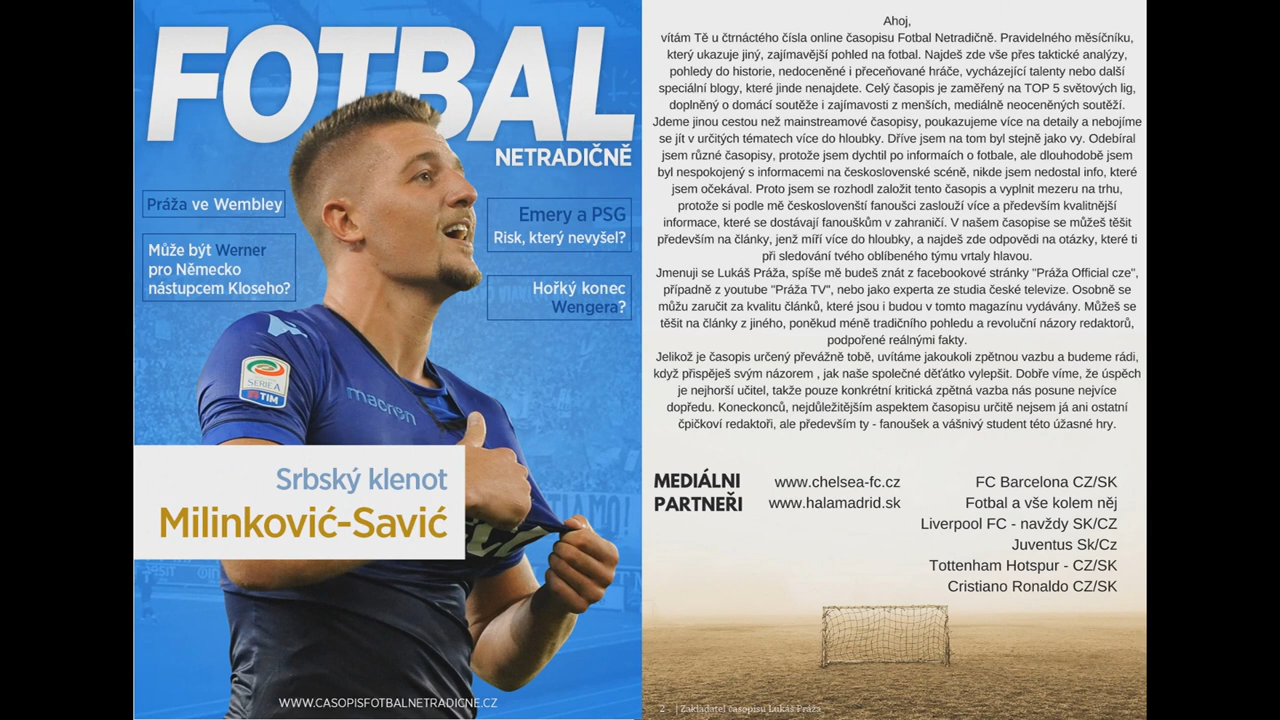 FOTBAL
NETRADIČNĚ
Práža ve Wembley
Může být Werner
pro Německo
nástupcem Kloseho?
Emery a PSG
Risk, který nevyšel?
Hořký konec
Wengera?
SERIE A
TIM
macron
Srbský klenot
Milinković-Savić
WWW.CASOPISFOTBALNETRADICNE.CZ
Ahoj,
vítám Tě u čtrnáctého čísla online časopisu Fotbal Netradičně. Pravidelného měsíčníku,
který ukazuje jiný, zajímavější pohled na fotbal. Najdeš zde vše přes taktické analýzy,
pohledy do historie, nedoceněné i přeceňované hráče, vycházející talenty nebo další
speciální blogy, které jinde nenajdete. Celý časopis je zaměřený na TOP 5 světových lig,
doplněný o domácí soutěže i zajímavosti z menších, mediálně neoceněných soutěží.
Jdeme jinou cestou než mainstreamové časopisy, poukazujeme více na detaily a nebojíme
se jít v určitých tématech více do hloubky. Dříve jsem na tom byl stejně jako vy. Odebíral
jsem různé časopisy, protože jsem dychtil po informaích o fotbale, ale dlouhodobě jsem
byl nespokojený s informacemi na československé scéně, nikde jsem nedostal info, které
jsem očekával. Proto jsem se rozhodl založit tento časopis a vyplnit mezeru na trhu,
protože si podle mě českoslovenští fanoušci zaslouží více a především kvalitnější
informace, které se dostávají fanouškům v zahraničí. V našem časopise se můžeš těšit
především na články, jenž míří více do hloubky, a najdeš zde odpovědi na otázky, které ti
při sledování tvého oblíbeného týmu vrtaly hlavou.
Jmenuji se Lukáš Práža, spíše mě budeš znát z facebookové stránky "Práža Official cze",
případně z youtube "Práža TV", nebo jako experta ze studia české televize. Osobně se
můžu zaručit za kvalitu článků, které jsou i budou v tomto magazínu vydávány. Můžeš se
těšit na články z jiného, poněkud méně tradičního pohledu a revoluční názory redaktorů,
podpořené reálnými fakty.
Jelikož je časopis určený převážně tobě, uvítáme jakoukoli zpětnou vazbu a budeme rádi,
když přispěješ svým názorem , jak naše společné děťátko vylepšit. Dobře víme, že úspěch
je nejhorší učitel, takže pouze konkrétní kritická zpětná vazba nás posune nejvíce
dopředu. Koneckonců, nejdůležitějším aspektem časopisu určitě nejsem já ani ostatní
čpičkoví redaktoři, ale především ty - fanoušek a vášnivý student této úžasné hry.
MEDIÁLNI
PARTNEŘI
www.chelsea-fc.cz
www.halamadrid.sk
FC Barcelona CZ/SK
Fotbal a vše kolem něj
Liverpool FC - navždy SK/CZ
Juventus Sk/Cz
Tottenham Hotspur - CZ/SK
Cristiano Ronaldo CZ/SK
2 - | Zakladatel časopisu Lukáš Práža